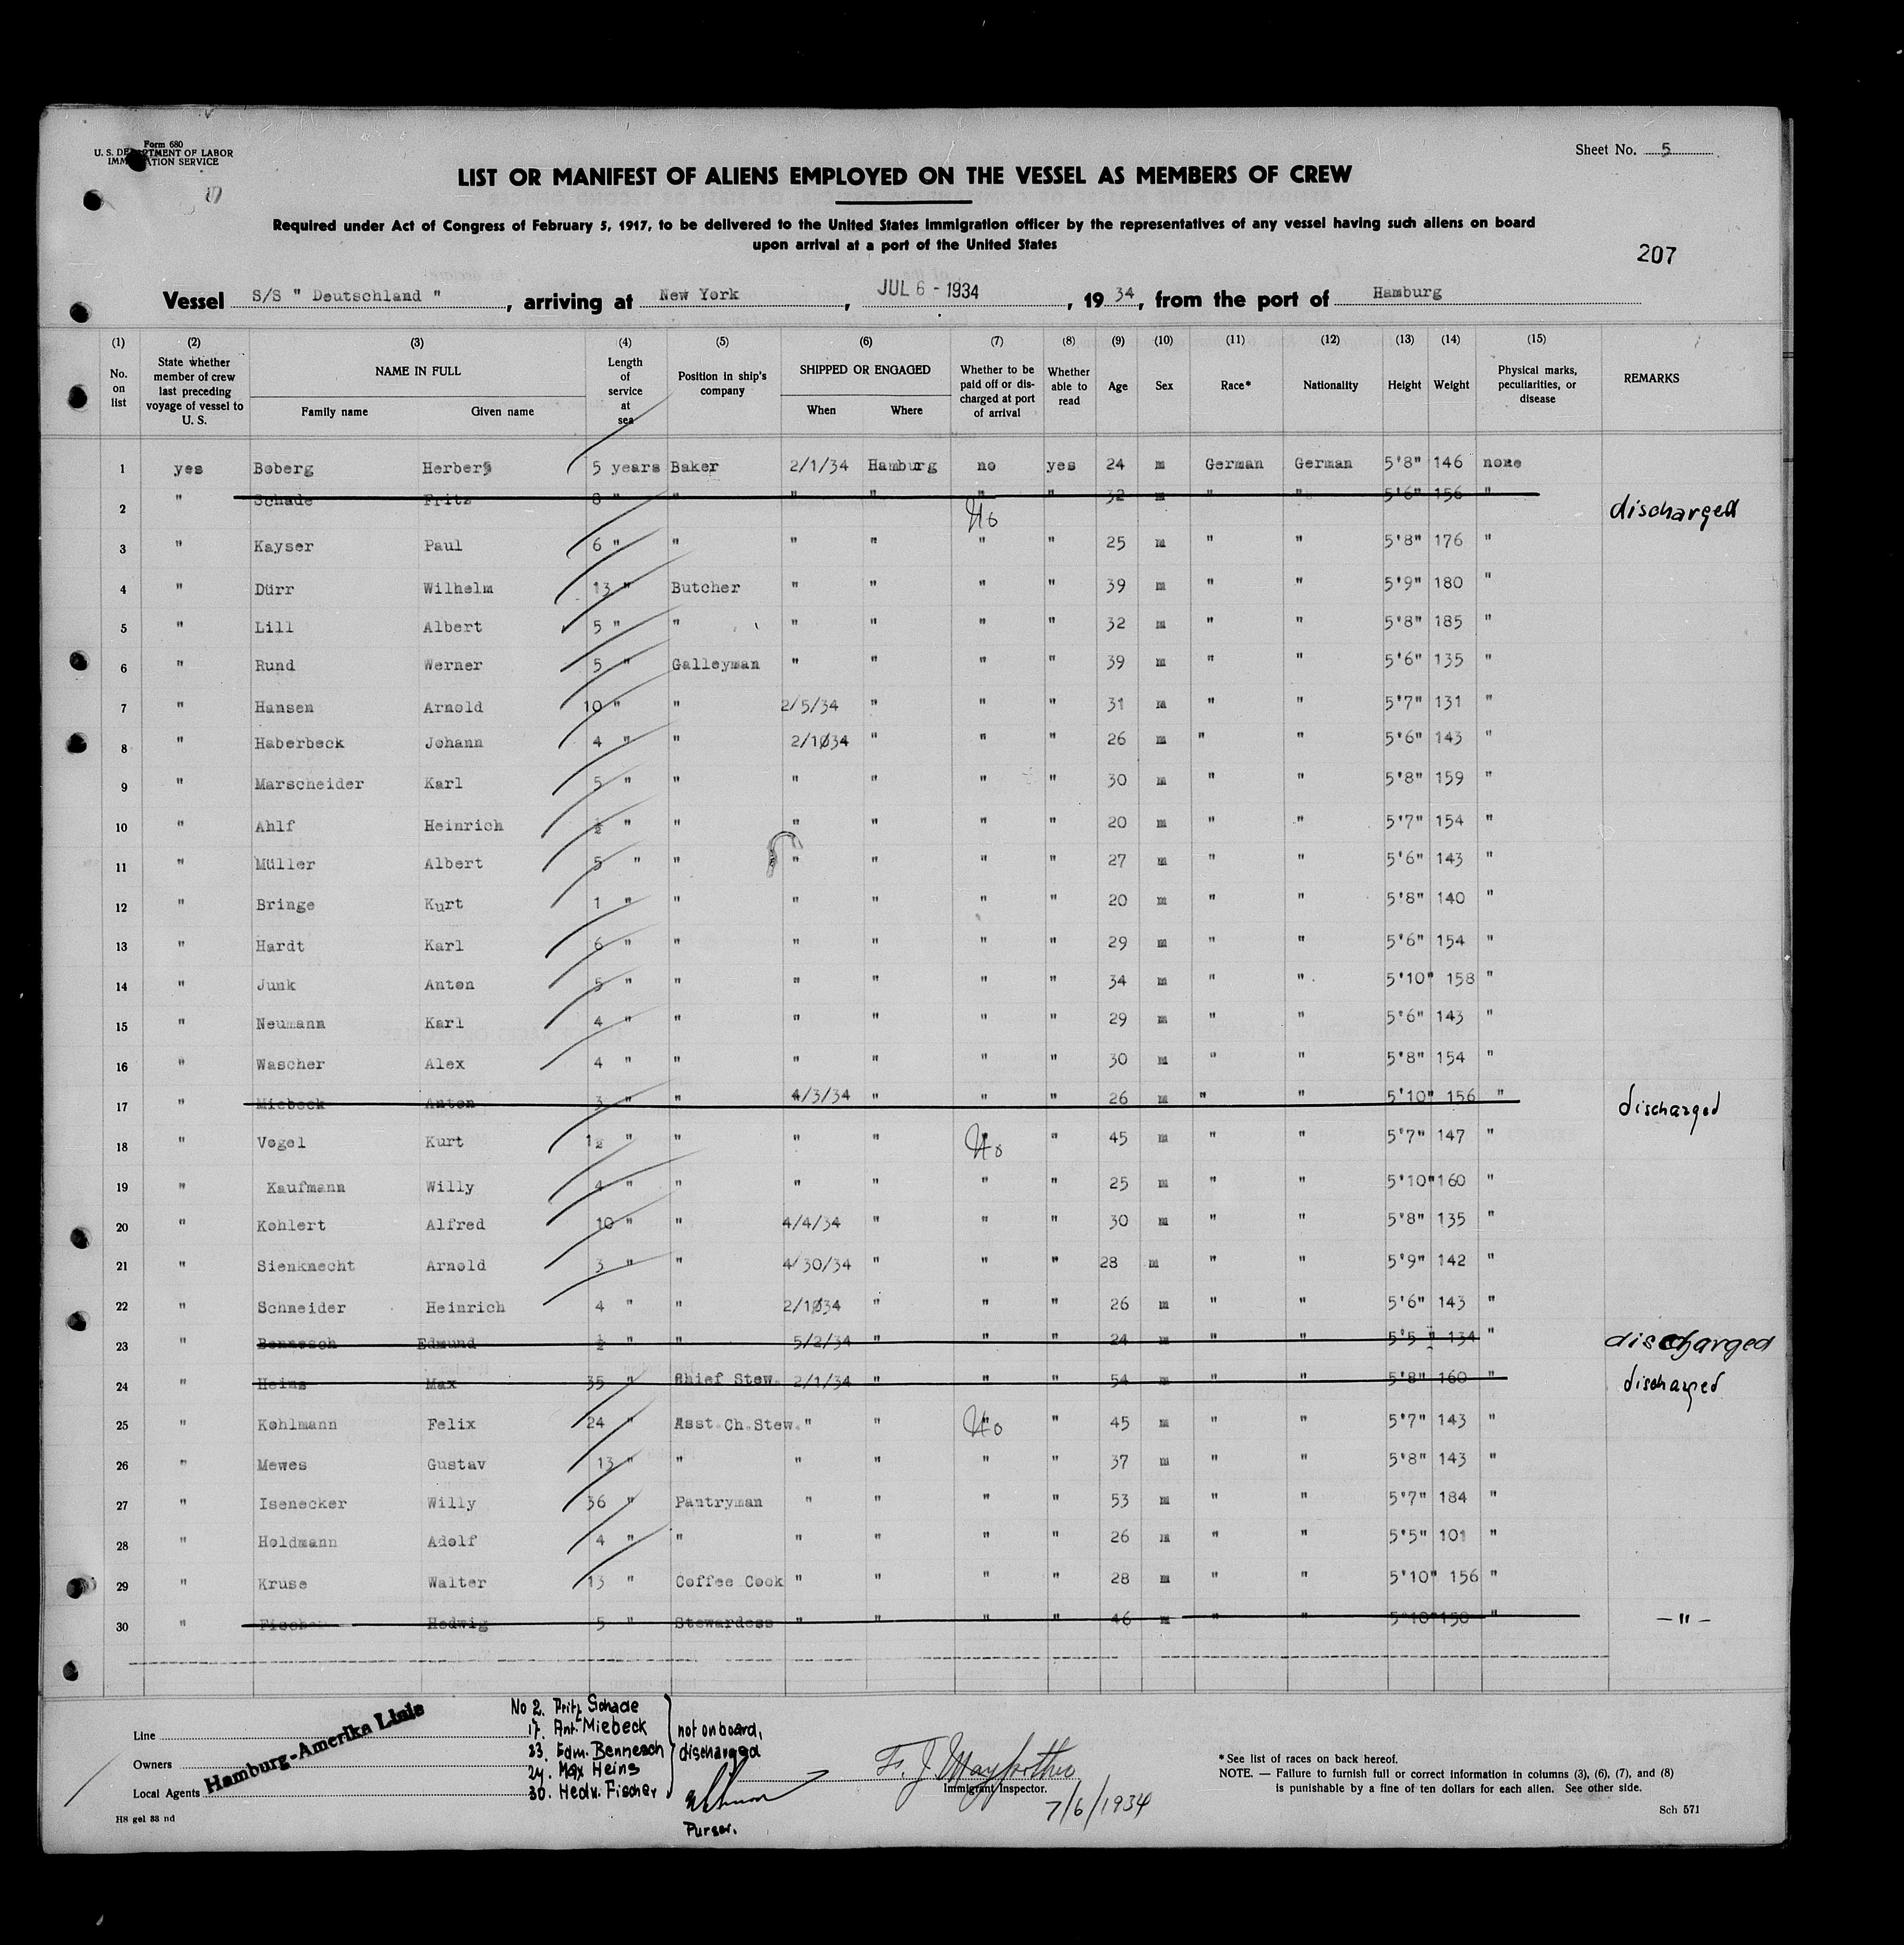 Form 680
U. S. DEPARTMENT OF LABOR
IMMIGRATION SERVICE
Sheet No. 5
LIST OR MANIFEST OF ALIENS EMPLOYED ON THE VESSEL AS MEMBERS OF CREW
Required under Act of Congress of February 5, 1917, to be delivered to the United States Immigration officer by the representatives of any vessel having such aliens on board
upon arrival at a port of the United States
207
Vessel S/S " Deutschland ", arriving at New York, JUL 6 - 1934, 19 34, from the port of Hamburg
(1) (2) (3) (4) (5) (6) (7) (8) (9) (10) (11) (12) (13) (14) (15)
No. on list State whether member of crew last preceding voyage of vessel to U. S. NAME IN FULL Family name Given name Length of service at sea Position in ship's company SHIPPED OR ENGAGED When Where Whether to be paid off or discharged at port of arrival Whether able to read Age Sex Race* Nationality Height Weight Physical marks, peculiarities, or disease REMARKS
1 yes Boberg Herber 5 years Baker 2/1/34 Hamburg no yes 24 m German German 5'8" 146 none
2 " Schade Fritz 8 " " " " " " 32 m " " 5'6" 156 " discharged
No
3 " Kayser Paul 6 " " " " " " 25 m " " 5'8" 176 "
4 " Dürr Wilhelm 13 " Butcher " " " " 39 m " " 5'9" 180 "
5 " Lill Albert 5 " " " " " " 32 m " " 5'8" 185 "
6 " Rund Werner 5 " Galleyman " " " " 39 m " " 5'6" 135 "
7 " Hansen Arnold 10 " " 2/5/34 " " " 31 m " " 5'7" 131 "
8 " Haberbeck Johann 4 " " 2/1/34 " " " 26 m " " 5'6" 143 "
9 " Marscheider Karl 5 " " " " " " 30 m " " 5'8" 159 "
10 " Ahlf Heinrich ½ " " " " " " 20 m " " 5'7" 154 "
11 " Müller Albert 5 " " " " " " 27 m " " 5'6" 143 "
12 " Bringe Kurt 1 " " " " " " 20 m " " 5'8" 140 "
13 " Hardt Karl 6 " " " " " " 29 m " " 5'6" 154 "
14 " Junk Anton 5 " " " " " " 34 m " " 5'10" 158 "
15 " Neumann Karl 4 " " " " " " 29 m " " 5'6" 143 "
16 " Wascher Alex 4 " " " " " " 30 m " " 5'8" 154 "
17 " Miebeck Anton 3 " " 4/3/34 " " " 26 m " " 5'10" 156 " discharged
18 " Vogel Kurt 1½ " " " " No " 45 m " " 5'7" 147 "
19 " Kaufmann Willy 4 " " " " " " 25 m " " 5'10" 160 "
20 " Kohlert Alfred 10 " " 4/4/34 " " " 30 m " " 5'8" 135 "
21 " Sienknecht Arnold 3 " " 4/30/34 " " " 28 m " " 5'9" 142 "
22 " Schneider Heinrich 4 " " 2/1/34 " " " 26 m " " 5'6" 143 "
23 " Bennesch Edmund ½ " " 5/2/34 " " " 24 m " " 5'5" 134 " discharged
24 " Heins Max 35 " Chief Stew. 2/1/34 " " " 54 m " " 5'8" 160 " discharged
25 " Kohlmann Felix 24 " Asst.Ch.Stew. " " No " 45 m " " 5'7" 143 "
26 " Mewes Gustav 13 " " " " " " 37 m " " 5'8" 143 "
27 " Isenecker Willy 36 " Pantryman " " " " 53 m " " 5'7" 184 "
28 " Holdmann Adolf 4 " " " " " " 26 m " " 5'5" 101 "
29 " Kruse Walter 13 " Coffee Cook " " " " 28 m " " 5'10" 156 "
30 " Fischer Hedwig 5 " Stewardess " " " " 46 m " " 5'10" 150 " — " —
Line
Owners
Local Agents
Hamburg-Amerika Linie
H8 gel 33 nd
No 2. Fritz Schade
17. Ant. Miebeck
23. Edm. Bennesch
24. Max Heins
30. Hedw. Fischer
not on board,
discharged
Purser.
Immigrant Inspector.
7/6/1934
*See list of races on back hereof.
NOTE. — Failure to furnish full or correct information in columns (3), (6), (7), and (8)
is punishable by a fine of ten dollars for each alien. See other side.
Sch 571